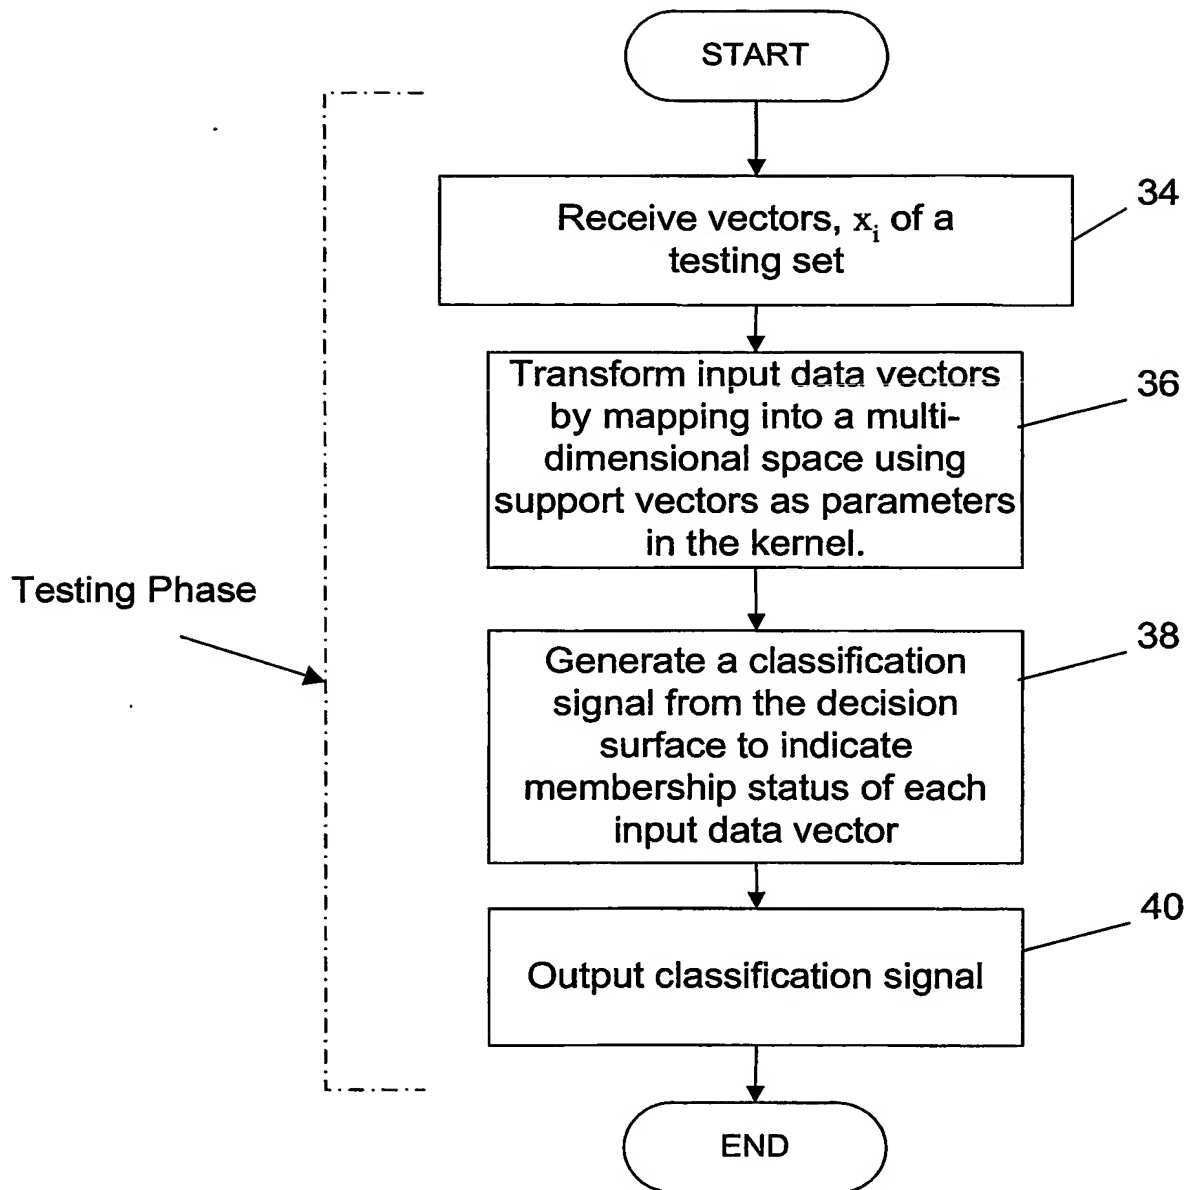 START
34
Receive vectors, xᵢ of a
testing set
36
Transform input data vectors
by mapping into a multi-
dimensional space using
support vectors as parameters
in the kernel.
Testing Phase
38
Generate a classification
signal from the decision
surface to indicate
membership status of each
input data vector
40
Output classification signal
END